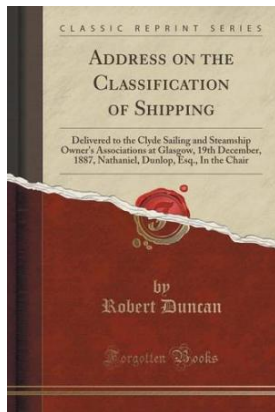 CLASSIC REPRINT SERIES
ADDRESS ON THE
CLASSIFICATION
OF SHIPPING
Delivered to the Clyde Sailing and Steamship
Owner's Associations at Glasgow, 19th December,
1887, Nathaniel, Dunlop, Esq., In the Chair
by
Robert Duncan
Forgotten Books